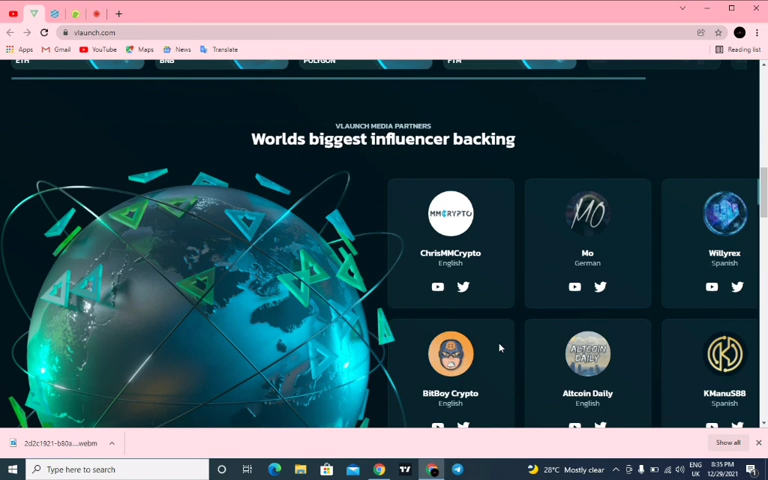 vlaunch.com
Apps
Gmail
YouTube
Maps
News
Translate
Reading list
ETH
BNB
POLYGON
FTM
VLAUNCH MEDIA PARTNERS
Worlds biggest influencer backing
MMCRYPTO
MO
ChrisMMCrypto
Mo
Willyrex
English
German
Spanish
ALTCOIN
DAILY
BitBoy Crypto
Altcoin Daily
KManuS88
English
English
Spanish
2d2c1921-b80a....webm
Show all
Type here to search
28°C Mostly clear
ENG
UK
8:35 PM
12/29/2021